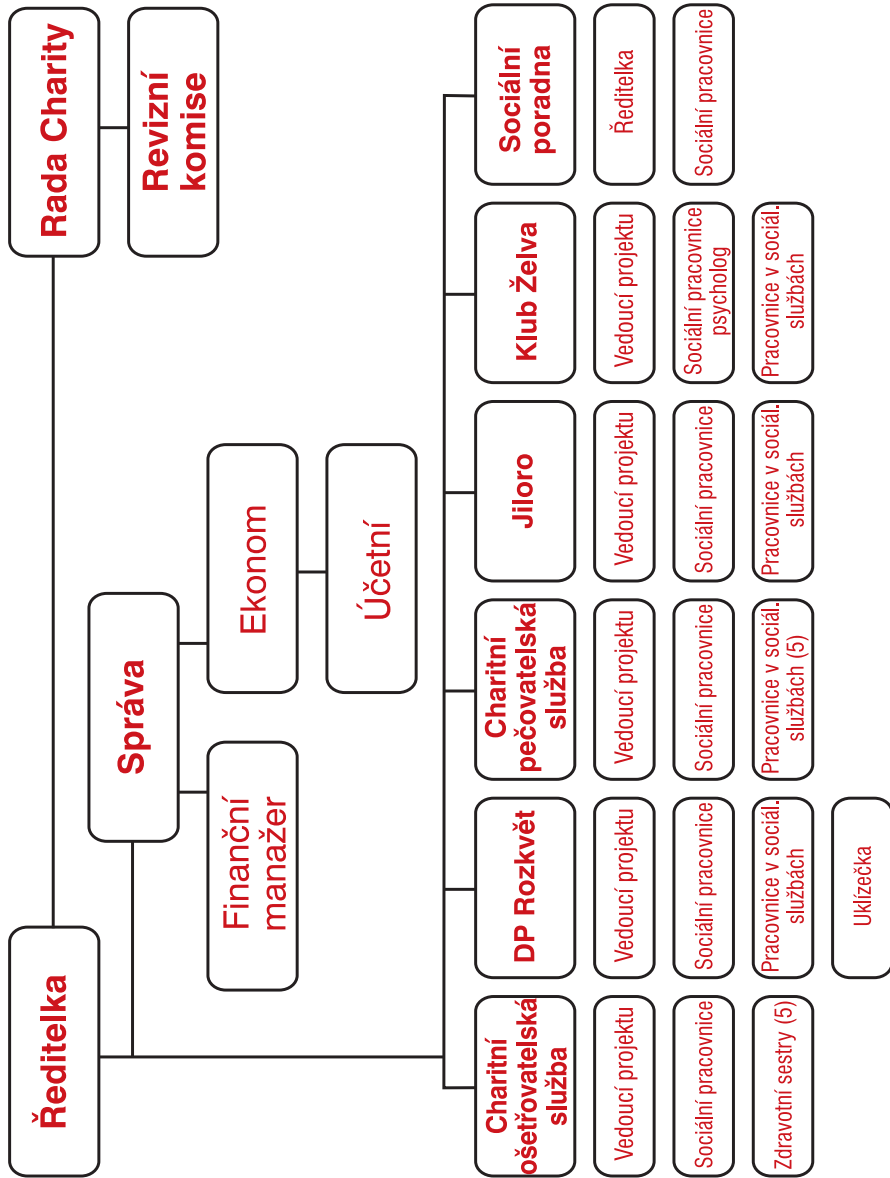 Ředitelka
Rada Charity
Revizní
komise
Správa
Finanční
manažer
Ekonom
Účetní
Charitní
ošetřovatelská
služba
Vedoucí projektu
Sociální pracovnice
Zdravotní sestry (5)
DP Rozkvět
Vedoucí projektu
Sociální pracovnice
Pracovnice v sociál.
službách
Uklízečka
Charitní
pečovatelská
služba
Vedoucí projektu
Sociální pracovnice
Pracovnice v sociál.
službách (5)
Jiloro
Vedoucí projektu
Sociální pracovnice
Pracovnice v sociál.
službách
Klub Želva
Vedoucí projektu
Sociální pracovnice
psycholog
Pracovnice v sociál.
službách
Sociální
poradna
Ředitelka
Sociální pracovnice